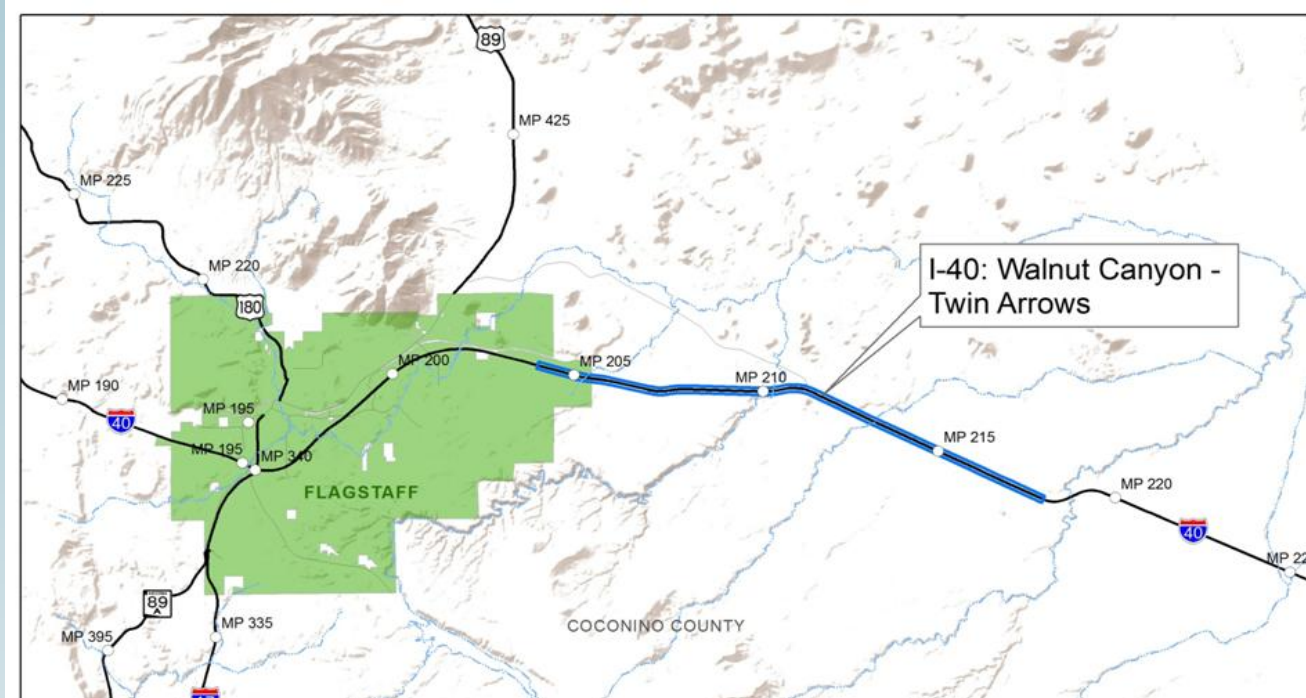 89
MP 425
MP 225
MP 220
180
I-40: Walnut Canyon -
Twin Arrows
MP 200
MP 205
MP 210
MP 190
40
MP 195
MP 195
MP 340
MP 215
FLAGSTAFF
MP 220
40
MP 22
89
A
COCONINO COUNTY
MP 335
MP 395